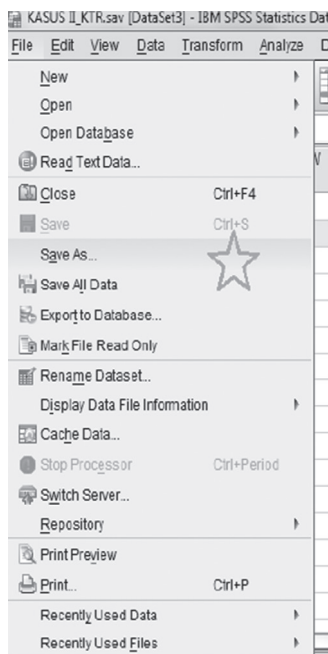 KASUS II_KTR.sav [DataSet3] - IBM SPSS Statistics Dat
File Edit View Data Transform Analyze D
New
Open
Open Database
Read Text Data...
Close Ctrl+F4
Save Ctrl+S
Save As...
Save All Data
Export to Database...
Mark File Read Only
Rename Dataset...
Display Data File Information
Cache Data...
Stop Processor Ctrl+Period
Switch Server...
Repository
Print Preview
Print... Ctrl+P
Recently Used Data
Recently Used Files